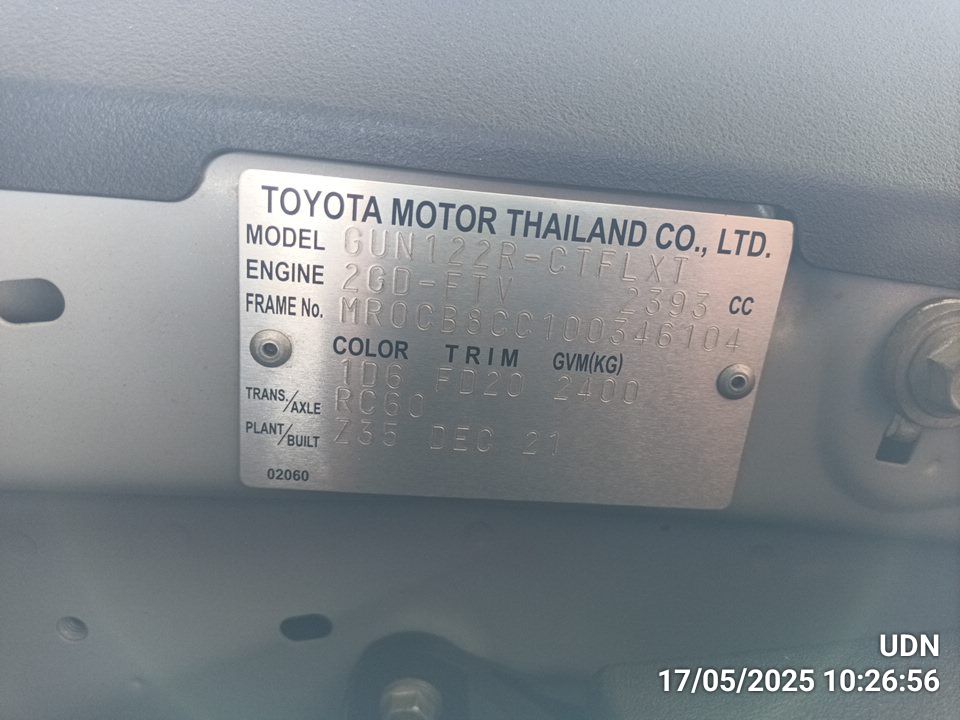 TOYOTA MOTOR THAILAND CO., LTD.
MODEL GUN122R-CTFLXT
ENGINE 2GD-FTV 2393 CC
FRAME No. MR0CB8CC100346104
COLOR TRIM GVM(KG)
1D6 FD20 2400
TRANS./AXLE RC60
PLANT/BUILT Z35 DEC 21
02060
UDN
17/05/2025 10:26:56